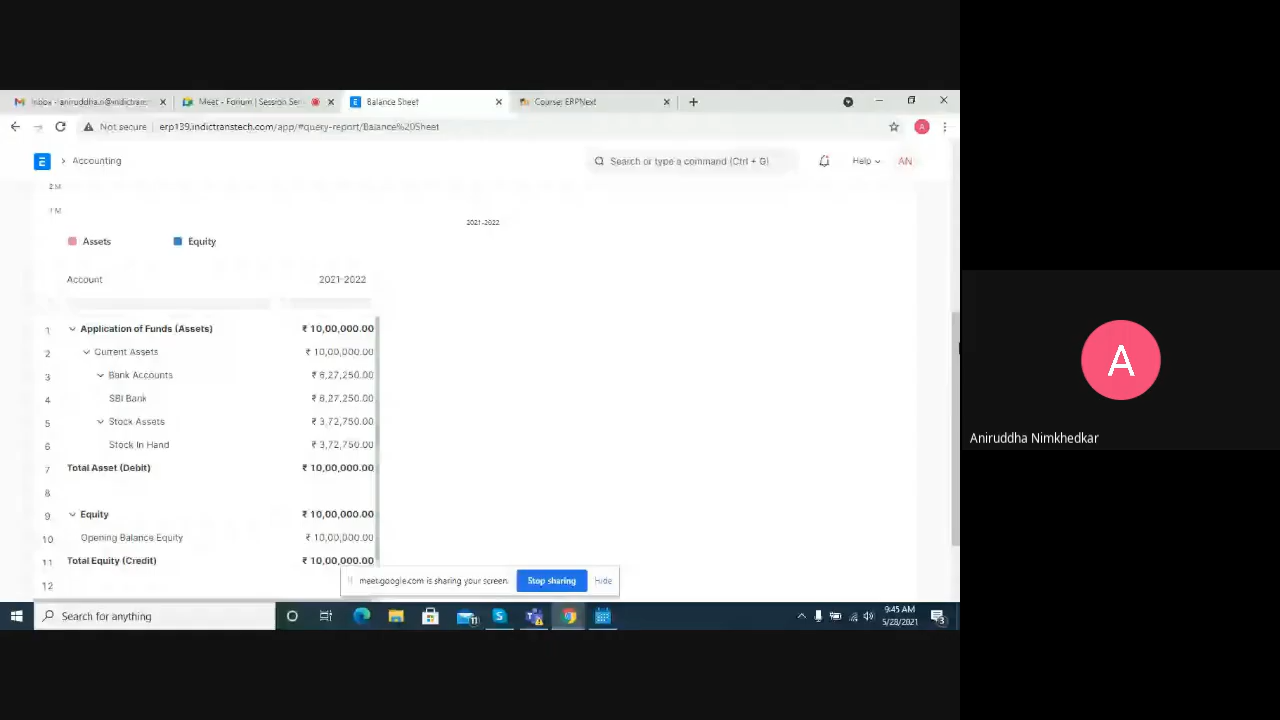 Inbox - aniruddha.n@indictrans
Meet - Forum | Session Ser
Balance Sheet
Course: ERPNext
Not secure erp139.indictranstech.com/app/#query-report/Balance%20Sheet
A
E Accounting
Search or type a command (Ctrl + G)
Help
AN
2 M
1 M
2021-2022
Assets Equity
Account 2021-2022
1 Application of Funds (Assets) ₹ 10,00,000.00
2 Current Assets ₹ 10,00,000.00
3 Bank Accounts ₹ 6,27,250.00
4 SBI Bank ₹ 6,27,250.00
5 Stock Assets ₹ 3,72,750.00
6 Stock In Hand ₹ 3,72,750.00
7 Total Asset (Debit) ₹ 10,00,000.00
8
9 Equity ₹ 10,00,000.00
10 Opening Balance Equity ₹ 10,00,000.00
11 Total Equity (Credit) ₹ 10,00,000.00
12
meet.google.com is sharing your screen. Stop sharing Hide
Search for anything
11
9:45 AM
5/28/2021
3
A
Aniruddha Nimkhedkar